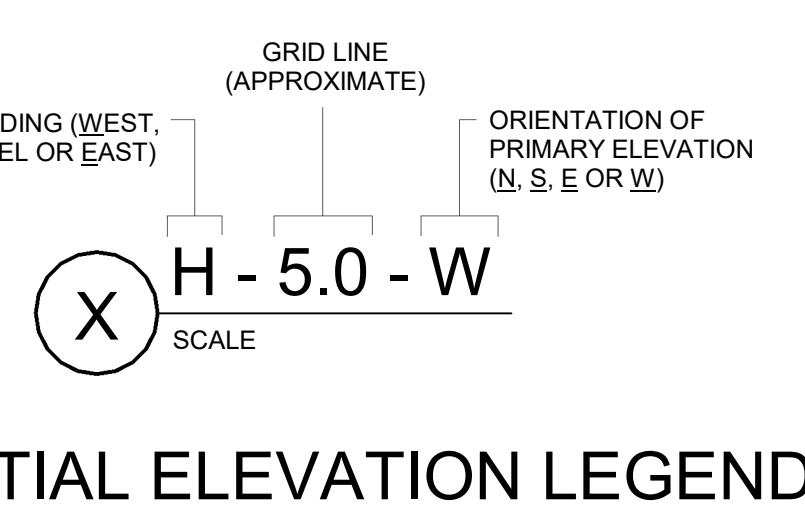 GRID LINE
(APPROXIMATE)
DING (WEST,
EL OR EAST)
ORIENTATION OF
PRIMARY ELEVATION
(N, S, E OR W)
H - 5.0 - W
X
SCALE
TIAL ELEVATION LEGEND